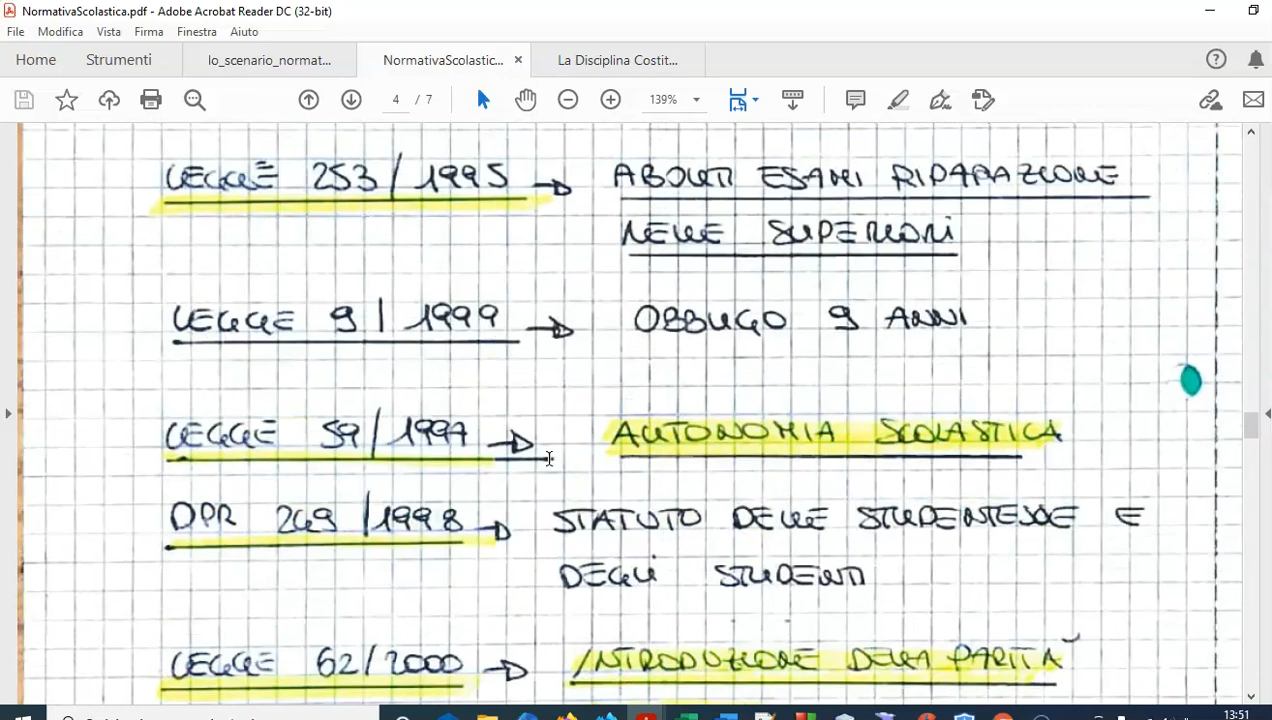 NormativaScolastica.pdf - Adobe Acrobat Reader DC (32-bit)
File Modifica Vista Firma Finestra Aiuto
Home Strumenti lo_scenario_normat... NormativaScolastic... × La Disciplina Costit...
4 / 7 139%
LEGGE 253/1995 → ABOLITI ESAMI RIPARAZIONE
NELLE SUPERIORI
LEGGE 9/1999 → OBBLIGO 9 ANNI
LEGGE 59/1997 → AUTONOMIA SCOLASTICA
DPR 249/1998 → STATUTO DELLE STUDENTESSE E
DEGLI STUDENTI
LEGGE 62/2000 → INTRODUZIONE DELLA PARITÀ
13:51